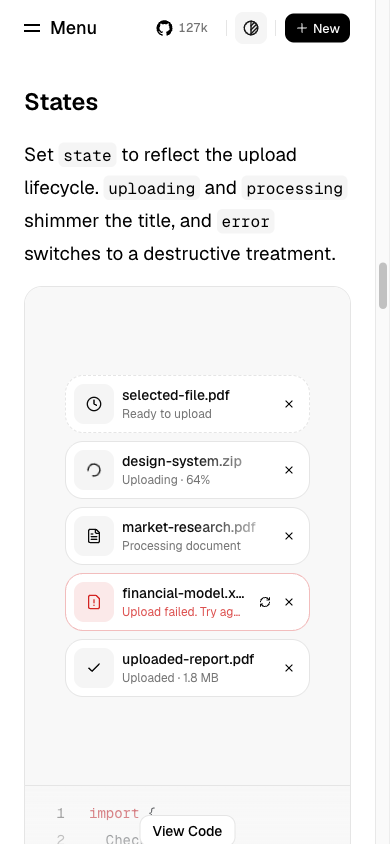 Menu
127k
New
States
Set state to reflect the upload
lifecycle. uploading and processing
shimmer the title, and error
switches to a destructive treatment.
selected-file.pdf
Ready to upload
design-system.zip
Uploading · 64%
market-research.pdf
Processing document
financial-model.x...
Upload failed. Try ag...
uploaded-report.pdf
Uploaded · 1.8 MB
1 import {
2 Chec
View Code